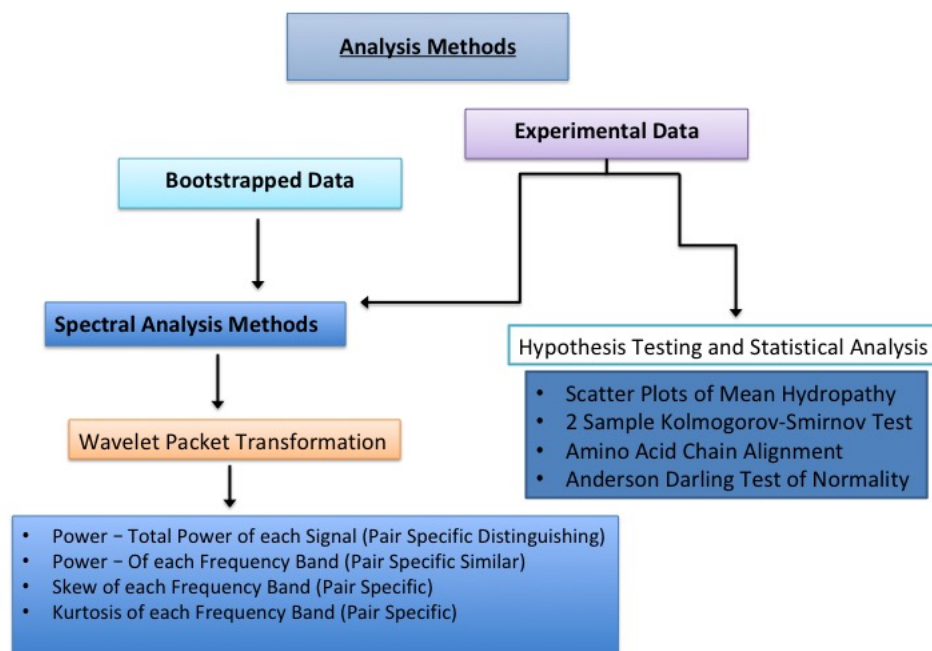 Analysis Methods
Experimental Data
Bootstrapped Data
Spectral Analysis Methods
Hypothesis Testing and Statistical Analysis
• Scatter Plots of Mean Hydropathy
• 2 Sample Kolmogorov-Smirnov Test
• Amino Acid Chain Alignment
• Anderson Darling Test of Normality
Wavelet Packet Transformation
• Power – Total Power of each Signal (Pair Specific Distinguishing)
• Power – Of each Frequency Band (Pair Specific Similar)
• Skew of each Frequency Band (Pair Specific)
• Kurtosis of each Frequency Band (Pair Specific)